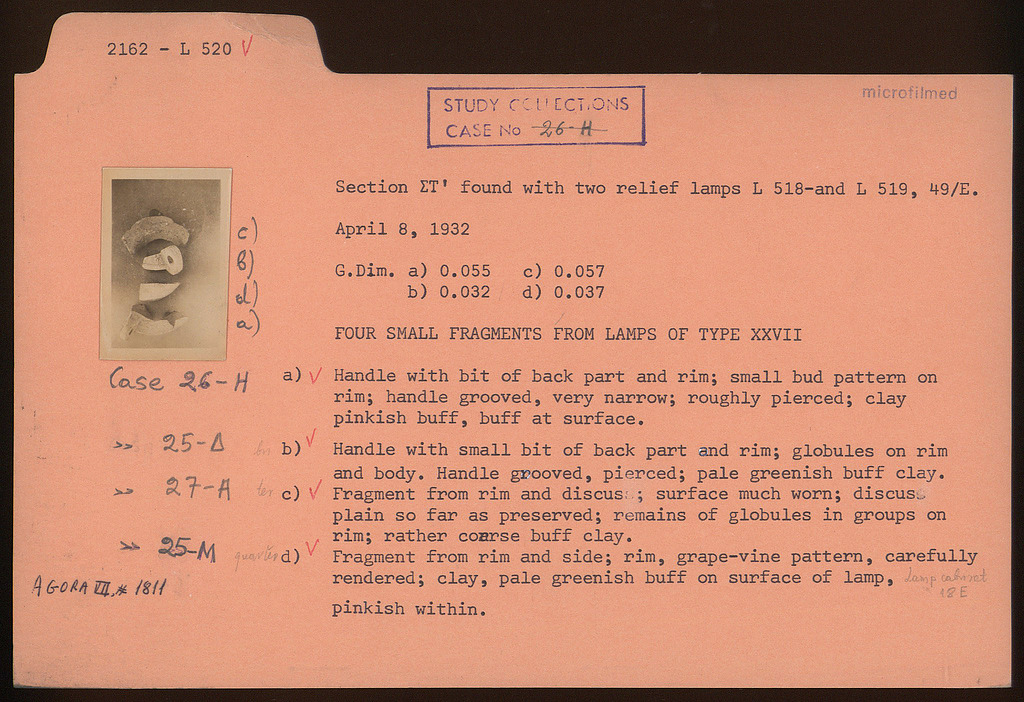 2162 - L 520 √
microfilmed
STUDY COLLECTIONS
CASE No 26-H
Section ΣΤ' found with two relief lamps L 518-and L 519, 49/E.
April 8, 1932
c)
b)
d)
a)
G.Dim. a) 0.055 c) 0.057
b) 0.032 d) 0.037
FOUR SMALL FRAGMENTS FROM LAMPS OF TYPE XXVII
Case 26-H a) √ Handle with bit of back part and rim; small bud pattern on
rim; handle grooved, very narrow; roughly pierced; clay
pinkish buff, buff at surface.
>> 25-Δ bis b) √ Handle with small bit of back part and rim; globules on rim
and body. Handle grooved, pierced; pale greenish buff clay.
>> 27-A ter c) √ Fragment from rim and discus; surface much worn; discus
plain so far as preserved; remains of globules in groups on
rim; rather coarse buff clay.
>> 25-M quarter d) √ Fragment from rim and side; rim, grape-vine pattern, carefully
rendered; clay, pale greenish buff on surface of lamp, Lamp cabinet
18 E
pinkish within.
AGORA VII, # 1811